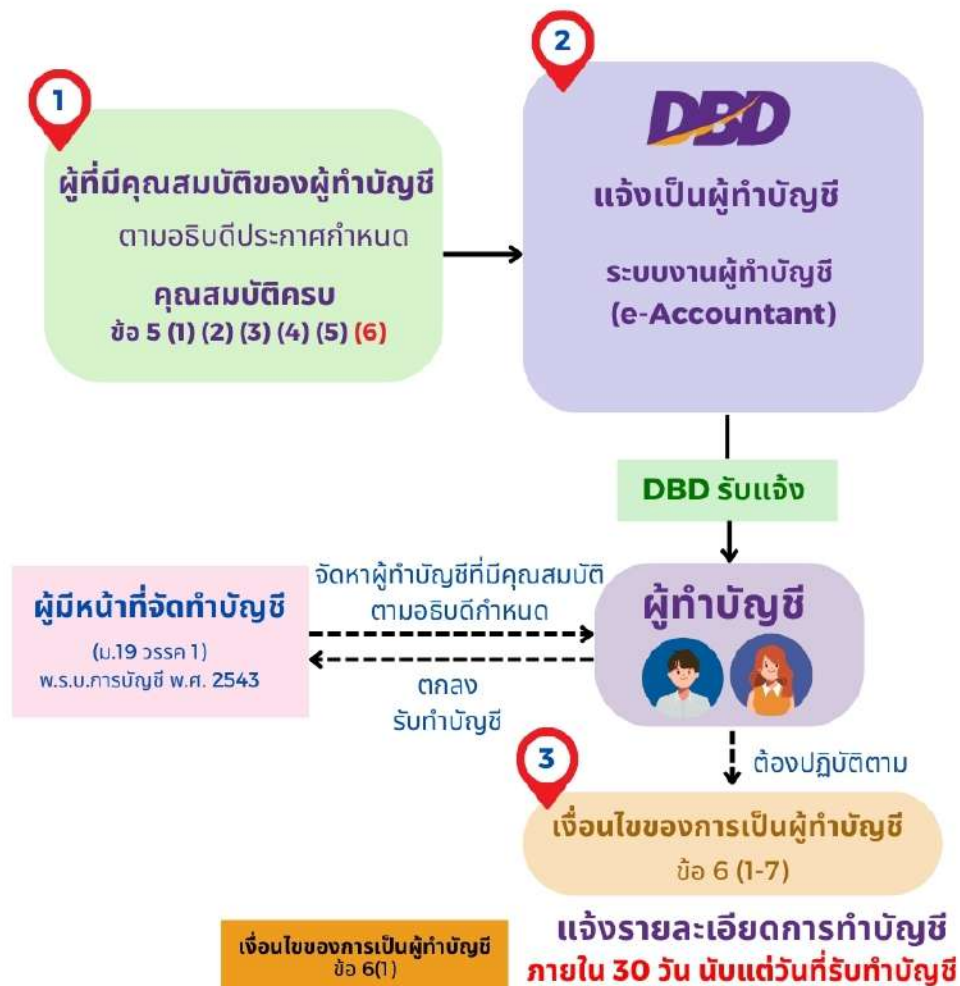 1
ผู้ที่มีคุณสมบัติของผู้ทำบัญชี
ตามอธิบดีประกาศกำหนด
คุณสมบัติครบ
ข้อ 5 (1) (2) (3) (4) (5) (6)
2
DBD
แจ้งเป็นผู้ทำบัญชี
ระบบงานผู้ทำบัญชี
(e-Accountant)
DBD รับแจ้ง
ผู้มีหน้าที่จัดทำบัญชี
(ม.19 วรรค 1)
พ.ร.บ.การบัญชี พ.ศ. 2543
จัดหาผู้ทำบัญชีที่มีคุณสมบัติ
ตามอธิบดีกำหนด
ตกลง
รับทำบัญชี
ผู้ทำบัญชี
ต้องปฏิบัติตาม
3
เงื่อนไขของการเป็นผู้ทำบัญชี
ข้อ 6 (1-7)
เงื่อนไขของการเป็นผู้ทำบัญชี
ข้อ 6(1)
แจ้งรายละเอียดการทำบัญชี
ภายใน 30 วัน นับแต่วันที่รับทำบัญชี